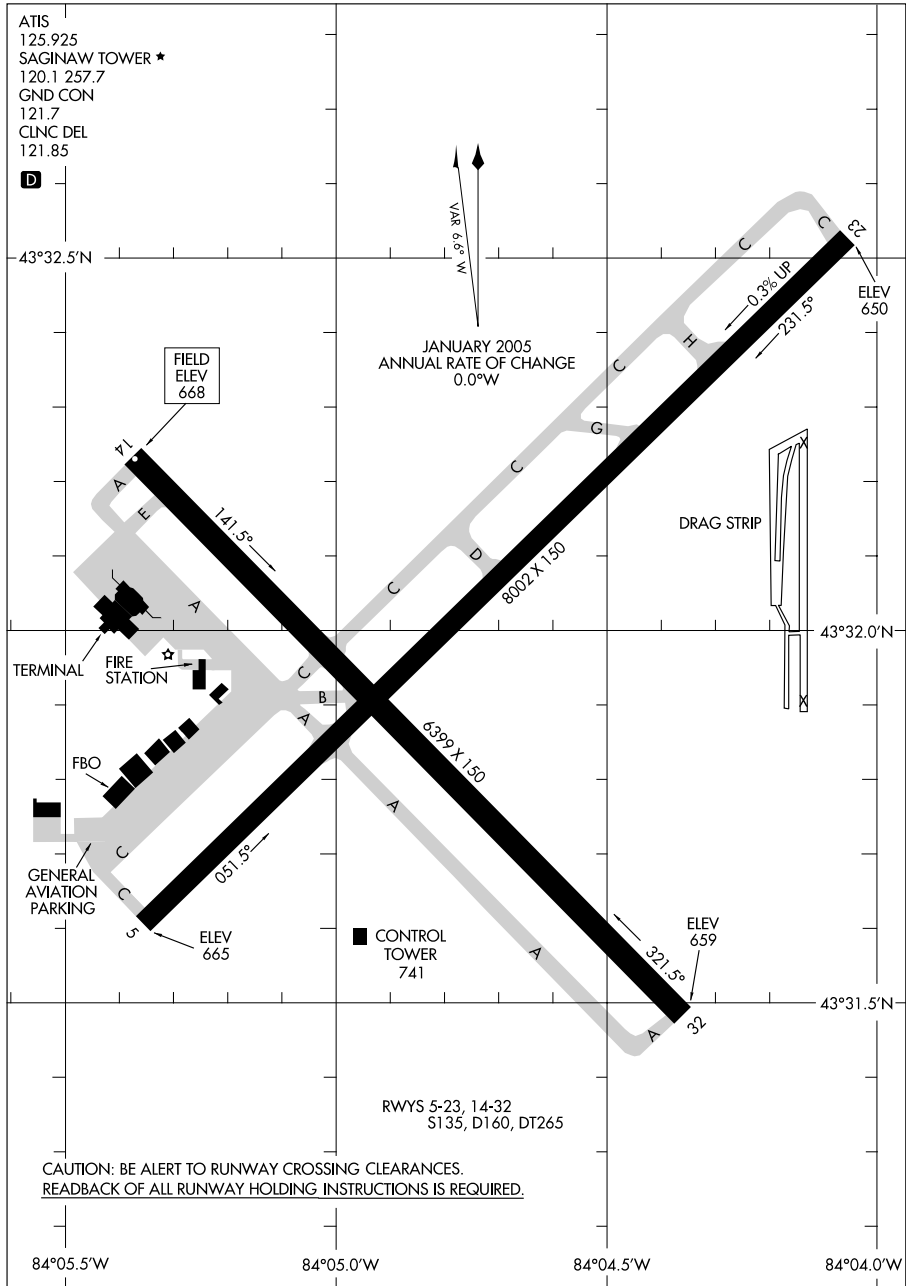 ATIS
125.925
SAGINAW TOWER ★
120.1 257.7
GND CON
121.7
CLNC DEL
121.85
D
VAR 6.6° W
JANUARY 2005
ANNUAL RATE OF CHANGE
0.0°W
43°32.5'N
C
C
23
0.3% UP
231.5°
ELEV
650
H
C
FIELD
ELEV
668
14
G
C
A
E
141.5°
X
DRAG STRIP
D
8002 X 150
C
A
43°32.0'N
TERMINAL
FIRE
STATION
C
B
A
X
6399 X 150
FBO
A
C
051.5°
C
GENERAL
AVIATION
PARKING
5
ELEV
665
CONTROL
TOWER
741
A
321.5°
ELEV
659
43°31.5'N
A
32
RWYS 5-23, 14-32
S135, D160, DT265
CAUTION: BE ALERT TO RUNWAY CROSSING CLEARANCES.
READBACK OF ALL RUNWAY HOLDING INSTRUCTIONS IS REQUIRED.
84°05.5'W
84°05.0'W
84°04.5'W
84°04.0'W